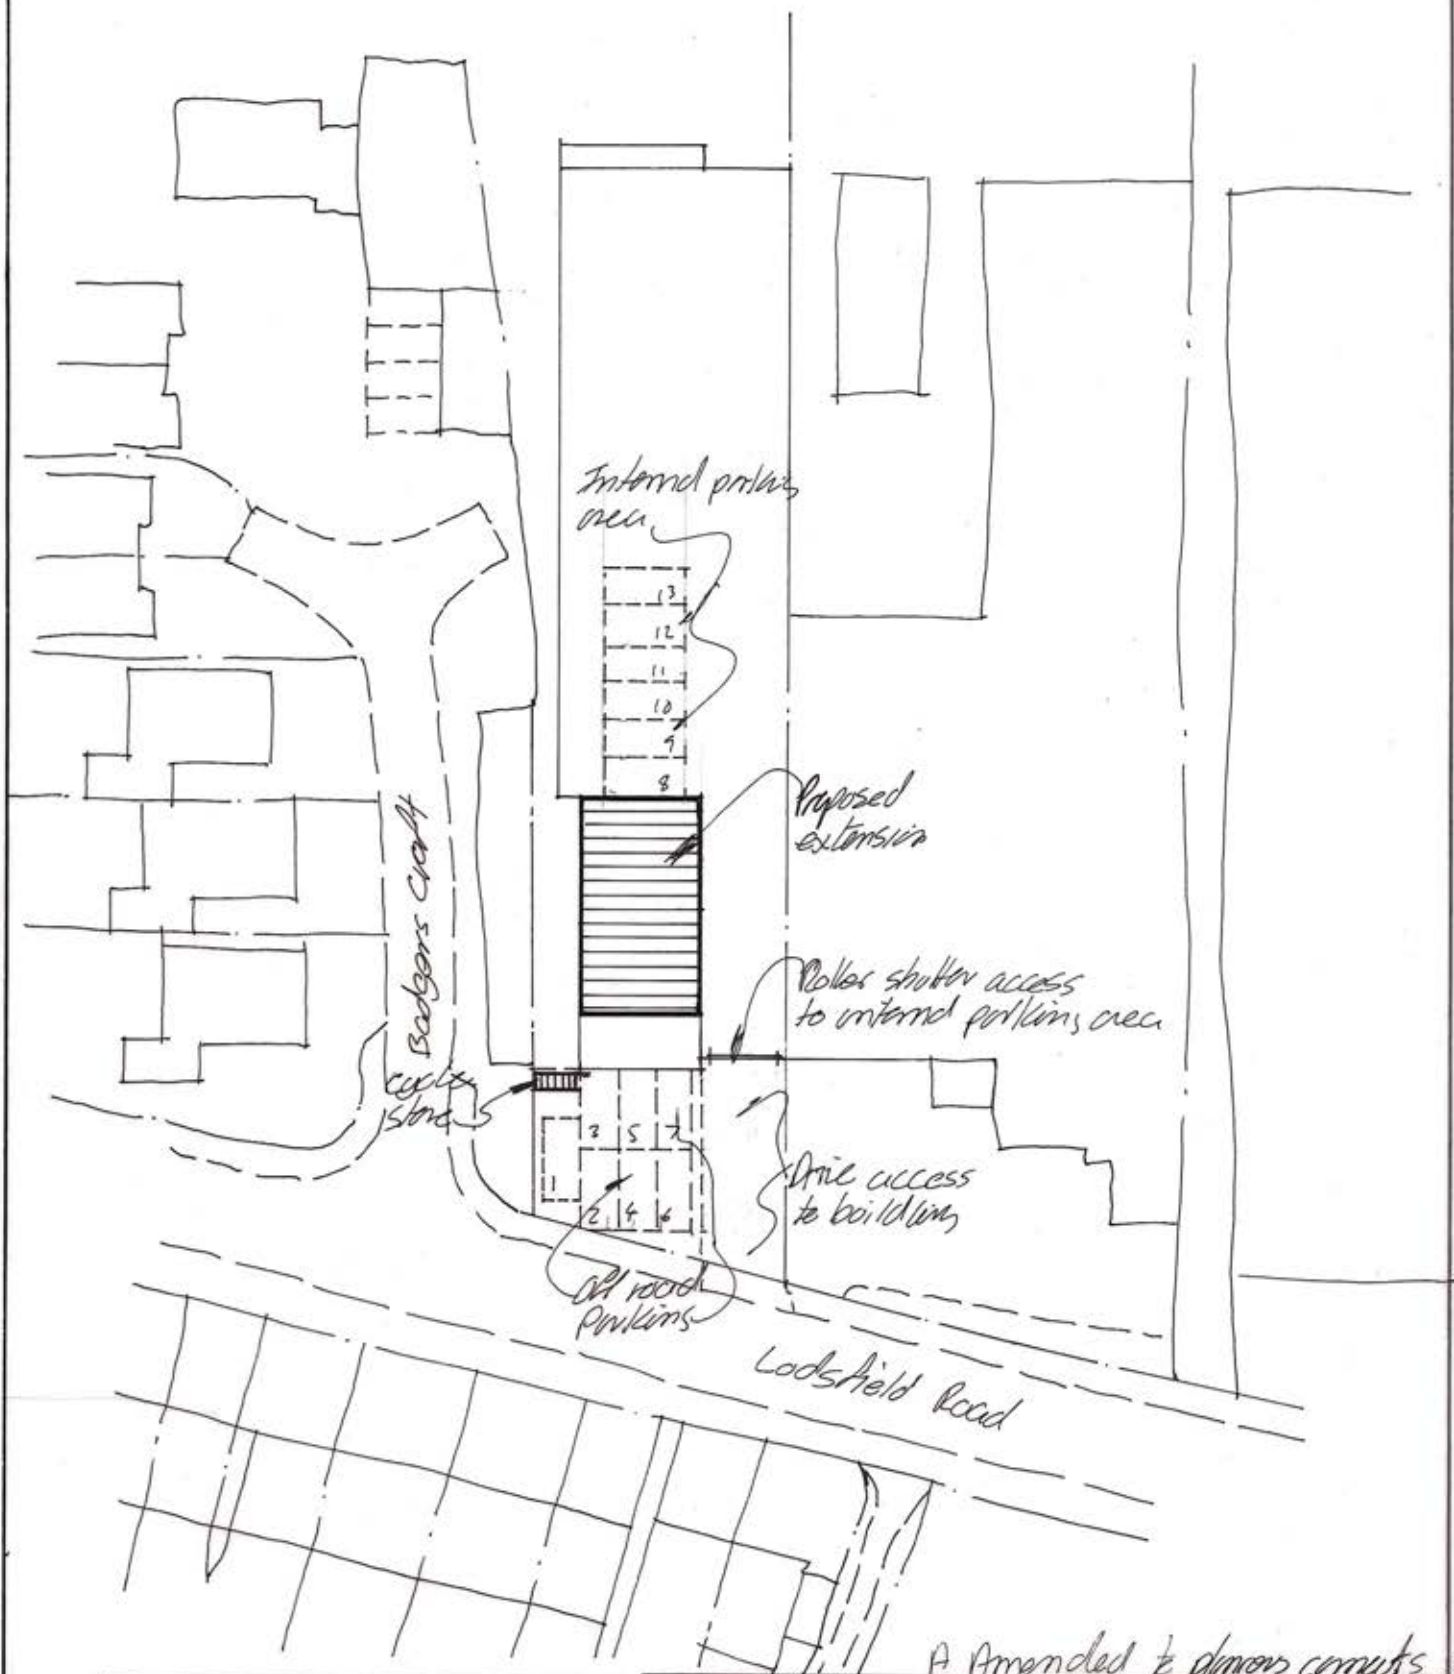 Internal parking
area
13
12
11
10
9
8
Proposed
extension
Badgers Croft
Roller shutter access
to internal parking area
cycle
store
3 5 7
1
2 4 6
Drive access
to building
Off road
Parking
Lodsfield Road
A Amended to planners comments